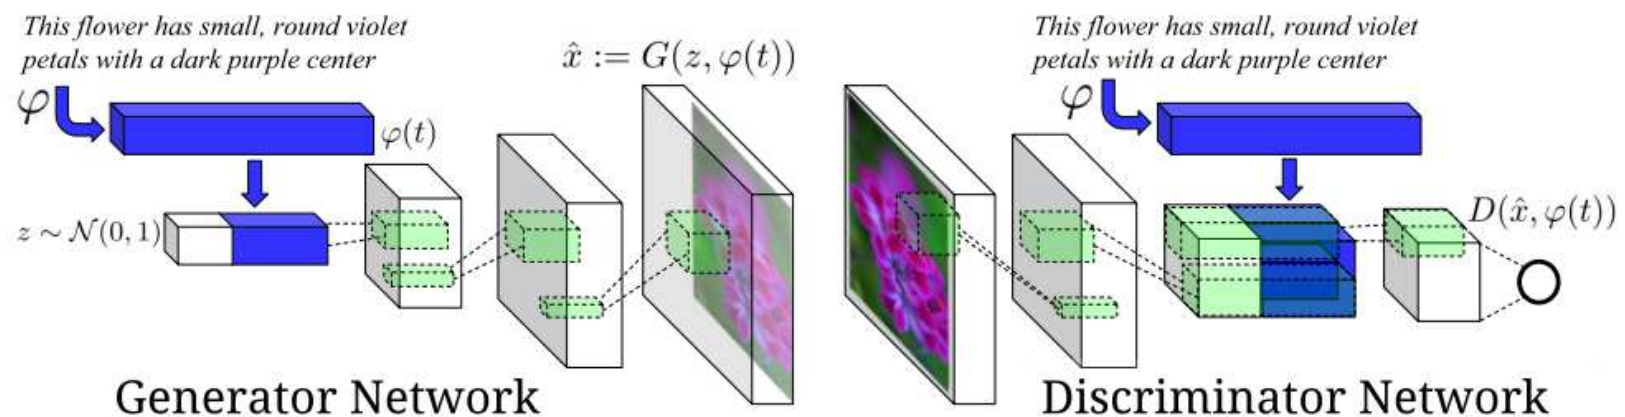 This flower has small, round violet
petals with a dark purple center
φ
φ(t)
z ~ 𝒩(0, 1)
x̂ := G(z, φ(t))
Generator Network
This flower has small, round violet
petals with a dark purple center
φ
D(x̂, φ(t))
Discriminator Network